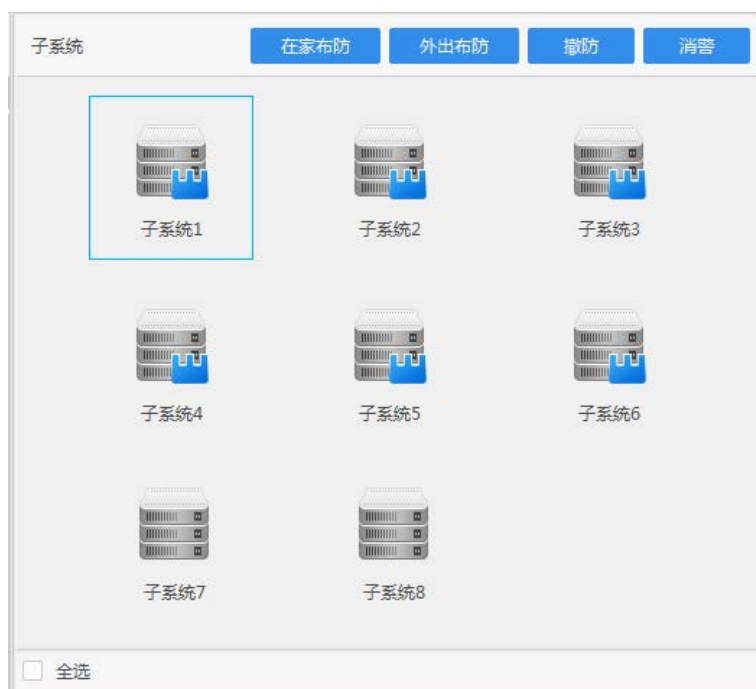 子系统 在家布防 外出布防 撤防 消警
子系统1 子系统2 子系统3
子系统4 子系统5 子系统6
子系统7 子系统8
全选